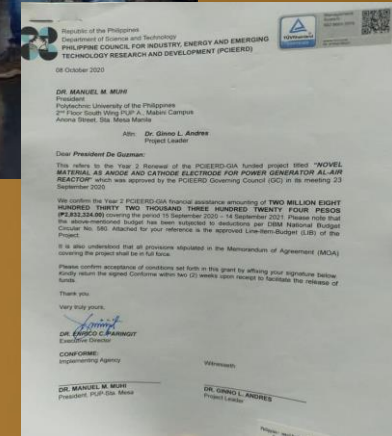 Republic of the Philippines
Department of Science and Technology
PHILIPPINE COUNCIL FOR INDUSTRY, ENERGY AND EMERGING
TECHNOLOGY RESEARCH AND DEVELOPMENT (PCIEERD)
08 October 2020
DR. MANUEL M. MUHI
President
Polytechnic University of the Philippines
2nd Floor South Wing PUP A., Mabini Campus
Anonas Street, Sta. Mesa Manila
Attn: Dr. Ginno L. Andres
Project Leader
Dear President De Guzman:
This refers to the Year 2 Renewal of the PCIEERD-GIA funded project titled "NOVEL
MATERIAL AS ANODE AND CATHODE ELECTRODE FOR POWER GENERATOR AL-AIR
REACTOR" which was approved by the PCIEERD Governing Council (GC) in its meeting 23
September 2020.
We confirm the Year 2 PCIEERD-GIA financial assistance amounting of TWO MILLION EIGHT
HUNDRED THIRTY TWO THOUSAND THREE HUNDRED TWENTY FOUR PESOS
(₱2,832,324.00) covering the period 15 September 2020 – 14 September 2021. Please note that
the above-mentioned budget has been subjected to deductions per DBM National Budget
Circular No. 580. Attached for your reference is the approved Line-Item-Budget (LIB) of the
Project.
It is also understood that all provisions stipulated in the Memorandum of Agreement (MOA)
covering the project shall be in full force.
Please confirm acceptance of conditions set forth in this grant by affixing your signature below.
Kindly return the signed Conforme within two (2) weeks upon receipt to facilitate the release of
funds.
Thank you.
Very truly yours,
DR. ENRICO C. PARINGIT
Executive Director
CONFORME:
Implementing Agency
Witnesseth
DR. MANUEL M. MUHI
President, PUP-Sta. Mesa
DR. GINNO L. ANDRES
Project Leader